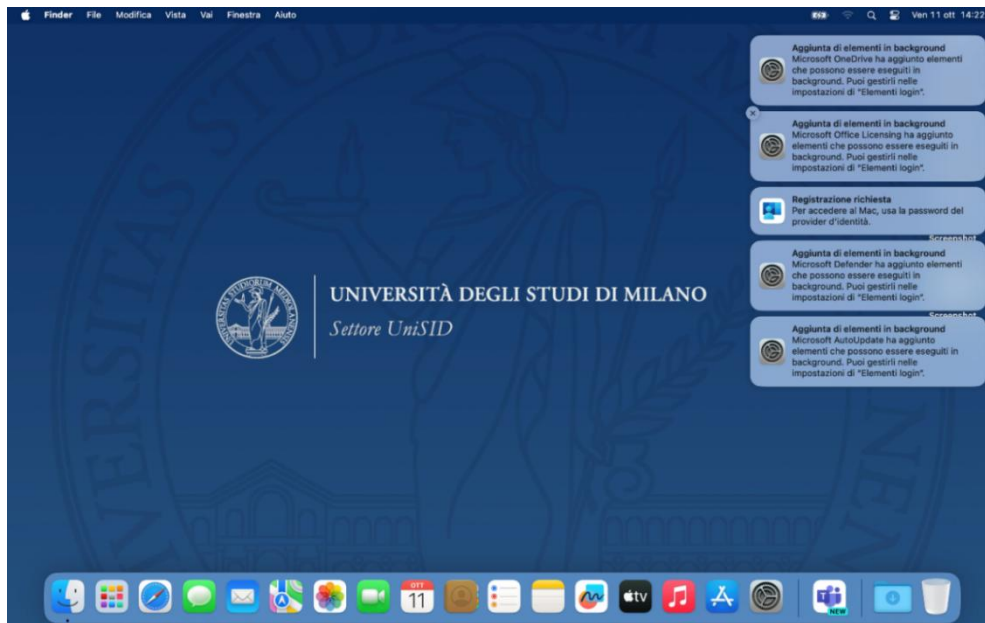 Finder File Modifica Vista Vai Finestra Aiuto
Ven 11 ott 14:22
Aggiunta di elementi in background
Microsoft OneDrive ha aggiunto elementi
che possono essere eseguiti in
background. Puoi gestirli nelle
impostazioni di "Elementi login".
Aggiunta di elementi in background
Microsoft Office Licensing ha aggiunto
elementi che possono essere eseguiti in
background. Puoi gestirli nelle
impostazioni di "Elementi login".
Registrazione richiesta
Per accedere al Mac, usa la password del
provider d'identità.
Screenshot
Aggiunta di elementi in background
Microsoft Defender ha aggiunto elementi
che possono essere eseguiti in
background. Puoi gestirli nelle
impostazioni di "Elementi login".
Screenshot
Aggiunta di elementi in background
Microsoft AutoUpdate ha aggiunto
elementi che possono essere eseguiti in
background. Puoi gestirli nelle
impostazioni di "Elementi login".
UNIVERSITÀ DEGLI STUDI DI MILANO
Settore UniSID
OTT
11
tv
NEW